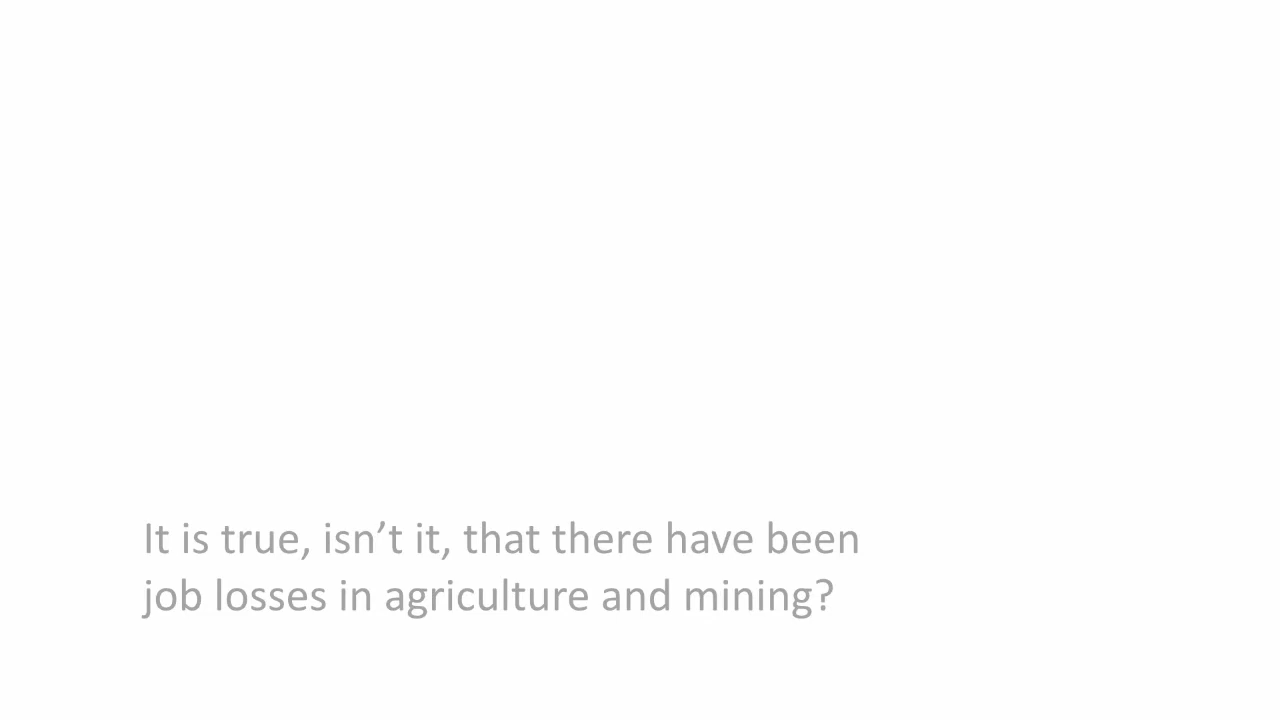 It is true, isn’t it, that there have been
job losses in agriculture and mining?